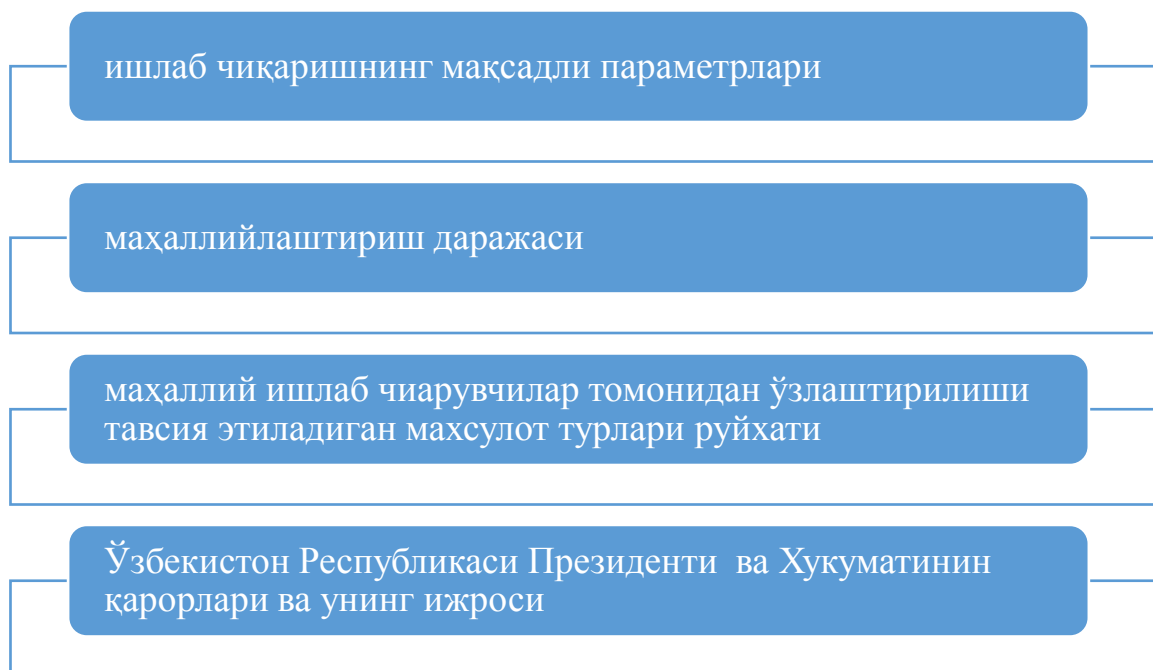 ишлаб чиқаришнинг мақсадли параметрлари
маҳаллийлаштириш даражаси
маҳаллий ишлаб чиарувчилар томонидан ўзлаштирилиши
тавсия этиладиган махсулот турлари руйхати
Ўзбекистон Республикаси Президенти ва Хукуматинин
қарорлари ва унинг ижроси